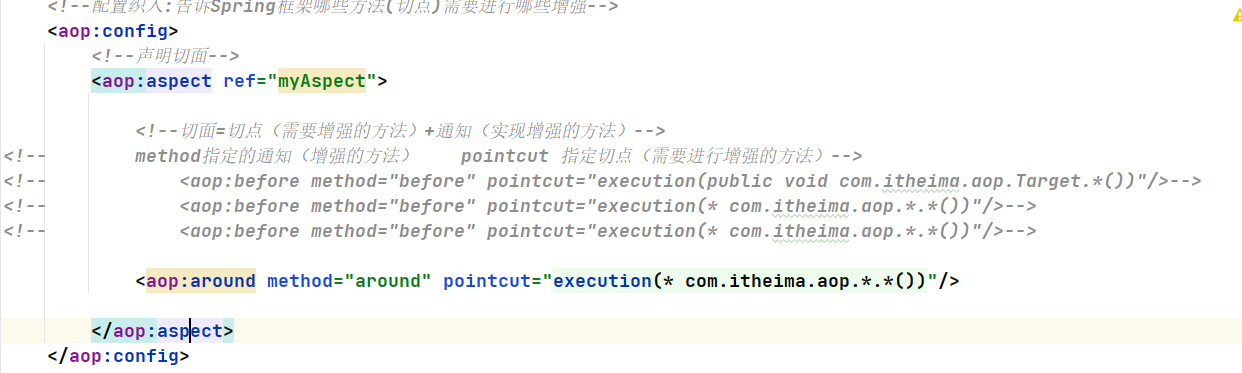 <!--配置织入:告诉Spring框架哪些方法(切点)需要进行哪些增强-->
<aop:config>
<!--声明切面-->
<aop:aspect ref="myAspect">
<!--切面=切点（需要增强的方法）+通知（实现增强的方法）-->
<!-- method指定的通知（增强的方法） pointcut 指定切点（需要进行增强的方法）-->
<!-- <aop:before method="before" pointcut="execution(public void com.itheima.aop.Target.*())"/>-->
<!-- <aop:before method="before" pointcut="execution(* com.itheima.aop.*.*())"/>-->
<!-- <aop:before method="before" pointcut="execution(* com.itheima.aop.*.*())"/>-->
<aop:around method="around" pointcut="execution(* com.itheima.aop.*.*())"/>
</aop:aspect>
</aop:config>